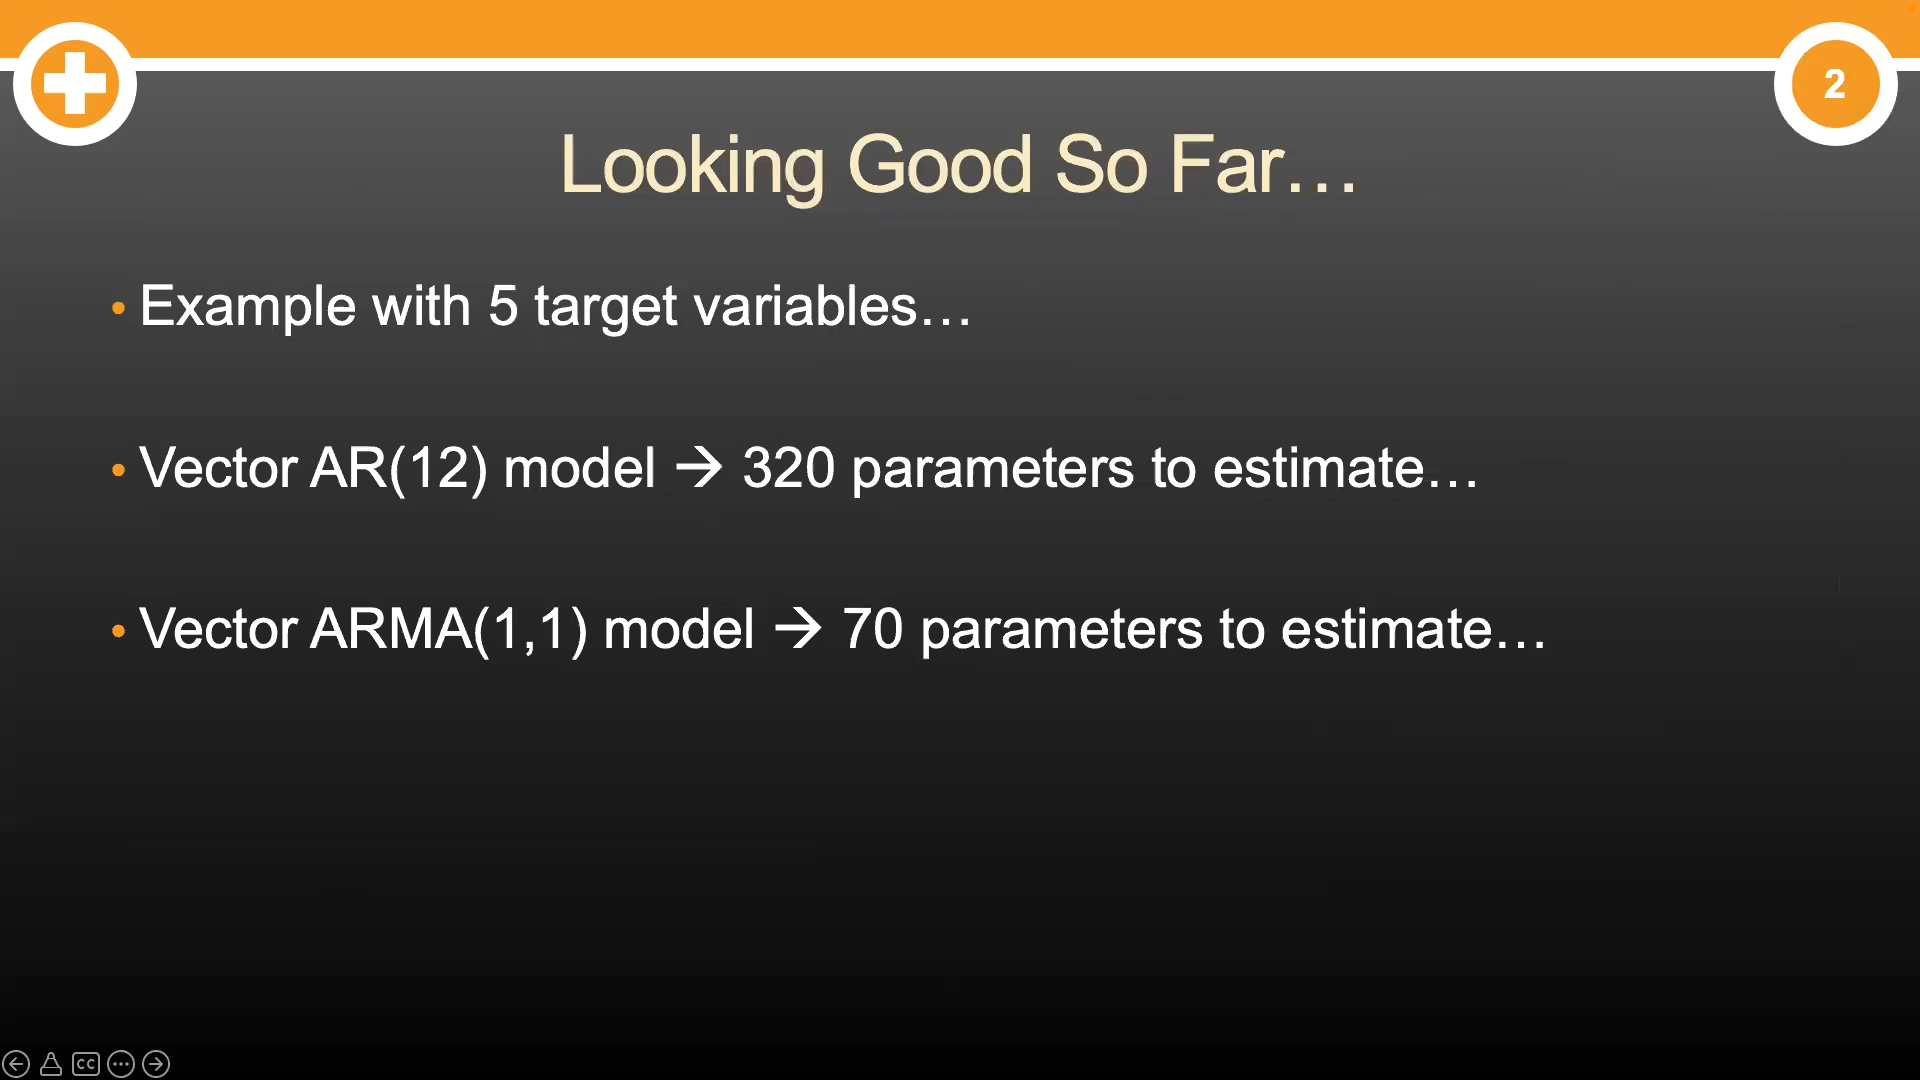 2
Looking Good So Far…
• Example with 5 target variables…
• Vector AR(12) model → 320 parameters to estimate…
• Vector ARMA(1,1) model → 70 parameters to estimate…
CC